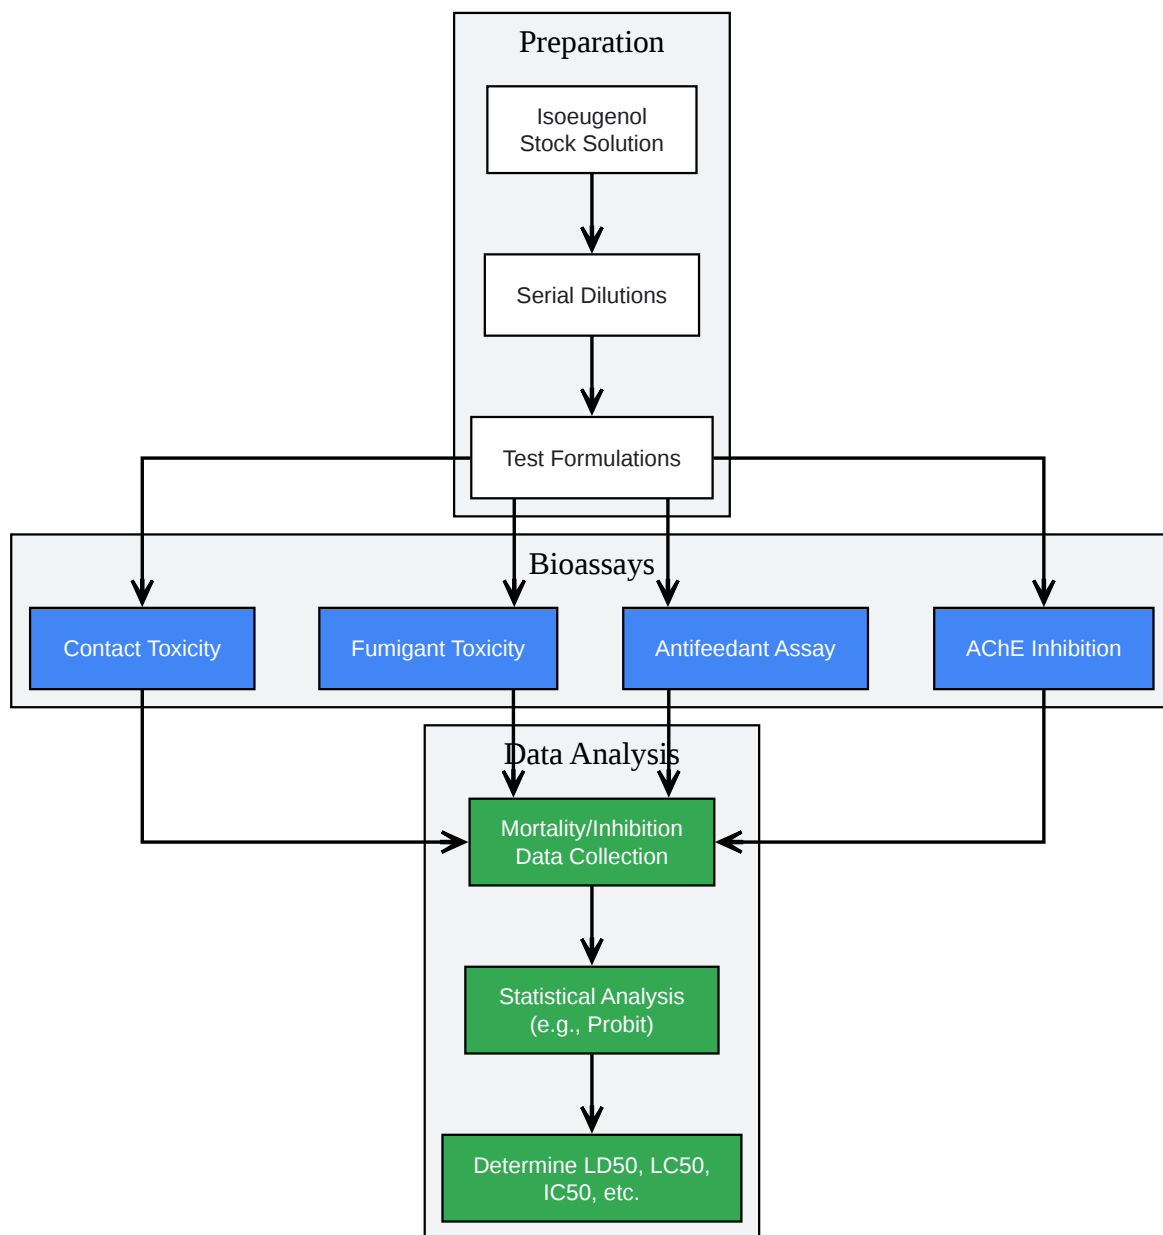 Preparation
Isoeugenol
Stock Solution
Serial Dilutions
Test Formulations
Bioassays
Contact Toxicity
Fumigant Toxicity
Antifeedant Assay
AChE Inhibition
Data Analysis
Mortality/Inhibition
Data Collection
Statistical Analysis
(e.g., Probit)
Determine LD50, LC50,
IC50, etc.